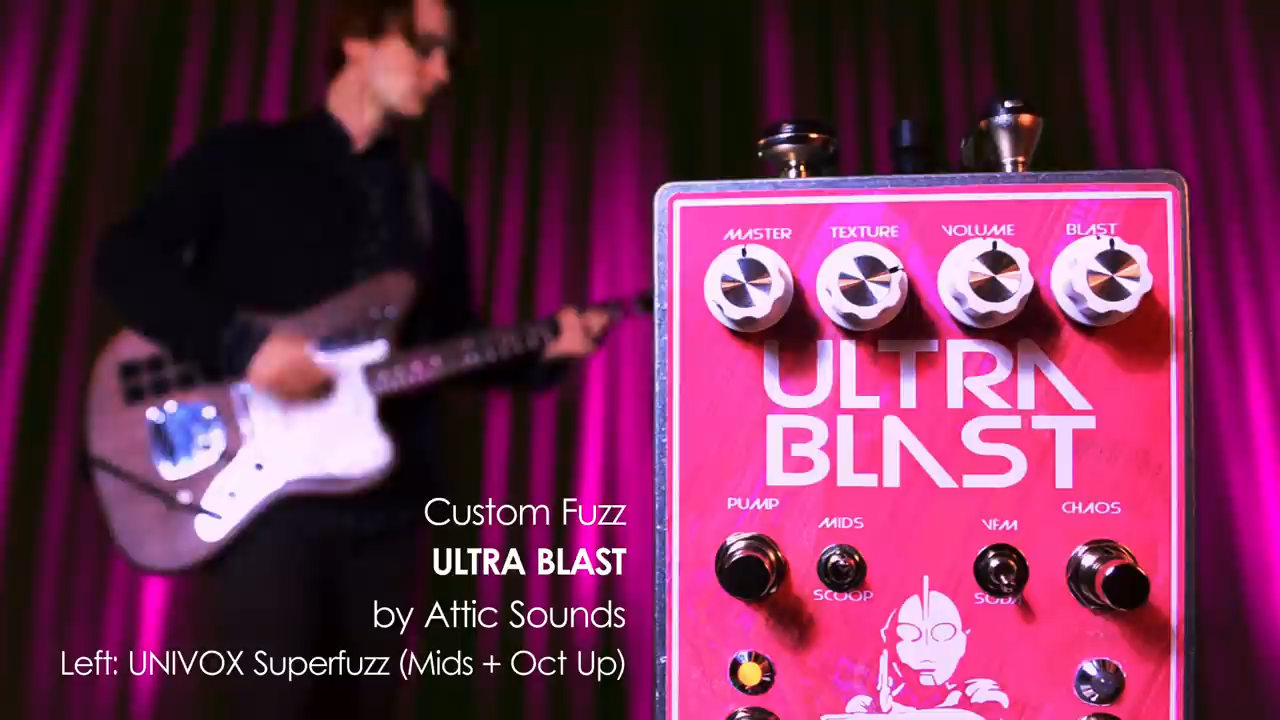 MASTER TEXTURE VOLUME BLAST
ULTRA
BLAST
PUMP MIDS VFM CHAOS
SCOOP SODA
Custom Fuzz
ULTRA BLAST
by Attic Sounds
Left: UNIVOX Superfuzz (Mids + Oct Up)